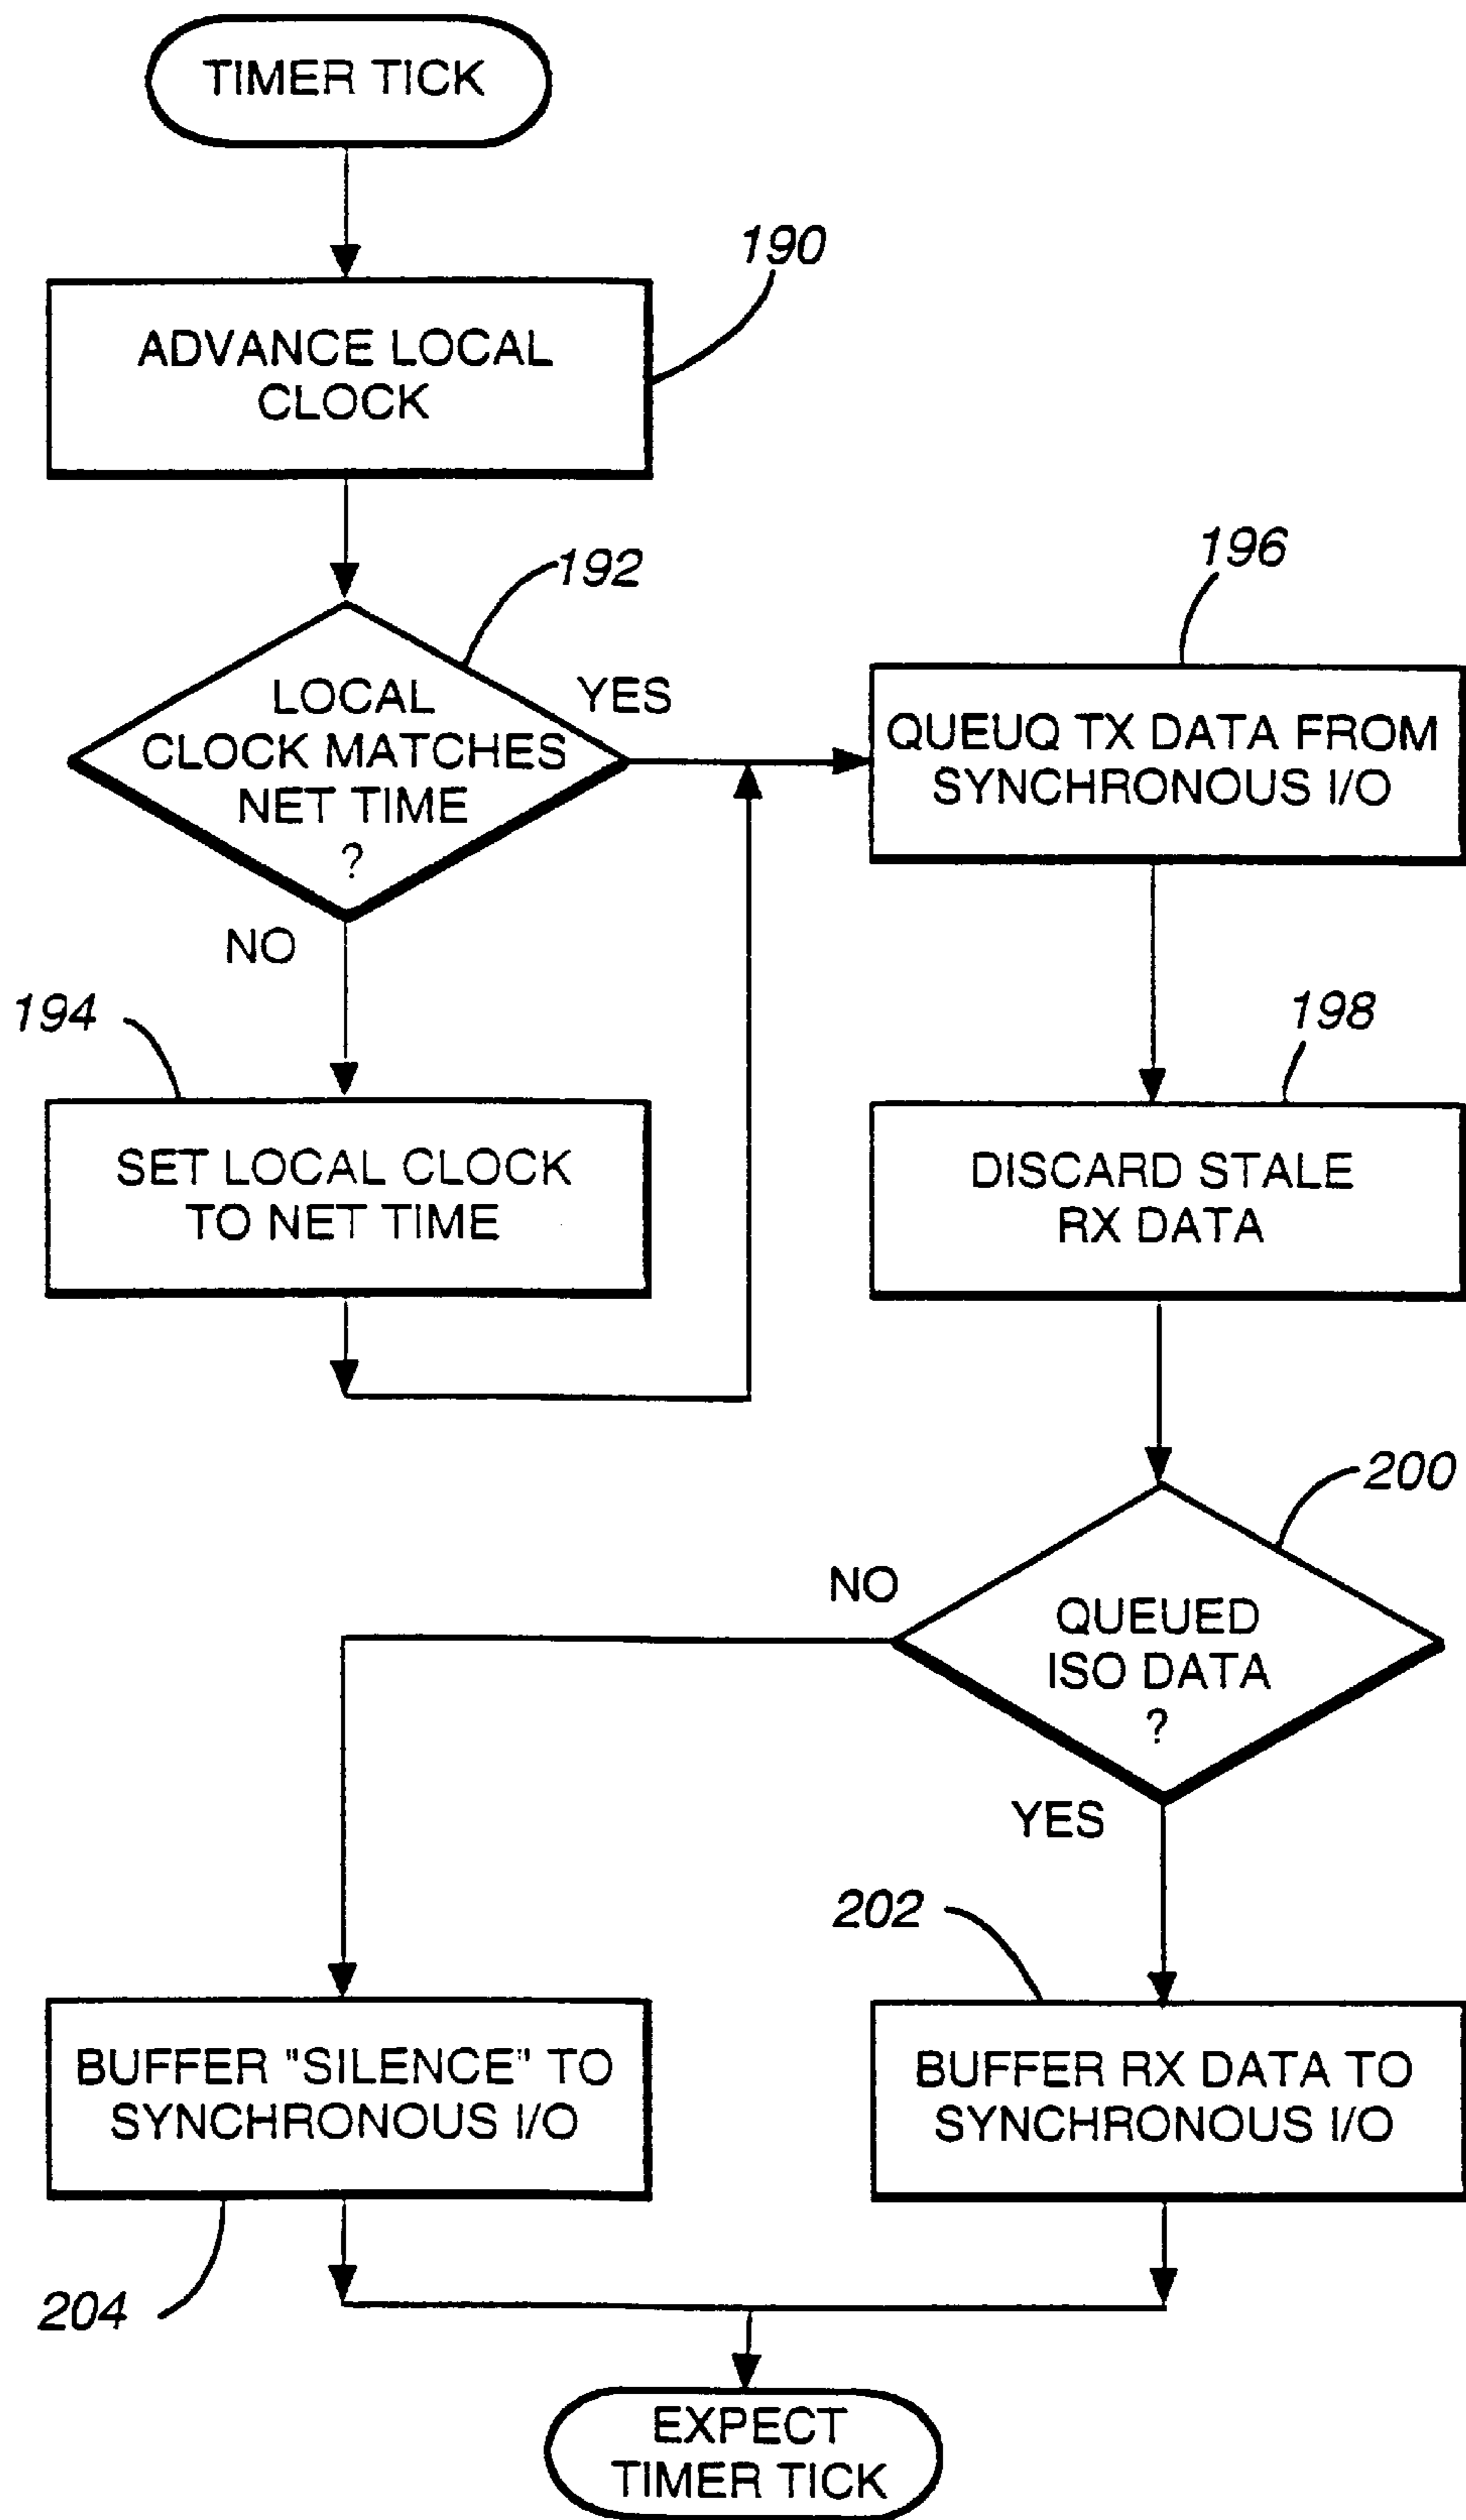 TIMER TICK
190
ADVANCE LOCAL
CLOCK
192
196
LOCAL
CLOCK MATCHES
NET TIME
?
YES
NO
QUEUQ TX DATA FROM
SYNCHRONOUS I/O
194
198
SET LOCAL CLOCK
TO NET TIME
DISCARD STALE
RX DATA
200
NO
QUEUED
ISO DATA
?
YES
202
BUFFER "SILENCE" TO
SYNCHRONOUS I/O
BUFFER RX DATA TO
SYNCHRONOUS I/O
204
EXPECT
TIMER TICK